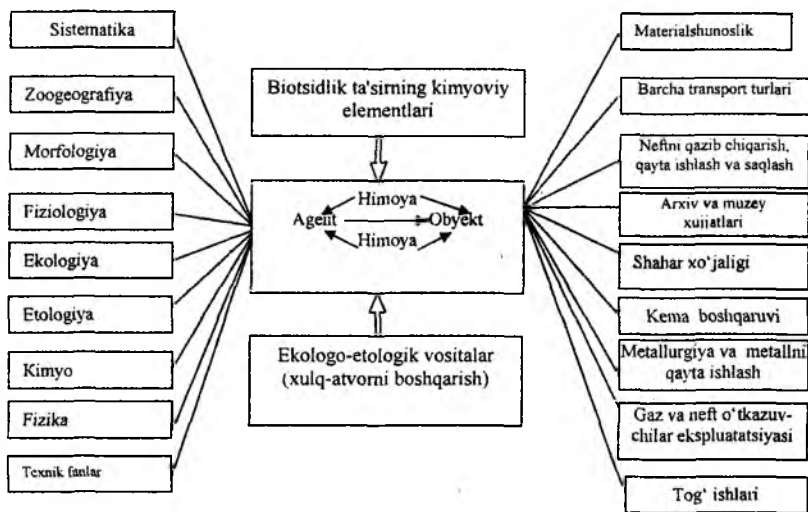 Sistematika
Zoogeografiya
Morfologiya
Fiziologiya
Ekologiya
Etologiya
Kimyo
Fizika
Texnik fanlar
Biotsidlik ta'sirning kimyoviy
elementlari
Himoya
Agent Obyekt
Himoya
Ekologo-etologik vositalar
(xulq-atvorni boshqarish)
Materialshunoslik
Barcha transport turlari
Neftni qazib chiqarish,
qayta ishlash va saqlash
Arxiv va muzey
xujjatlari
Shahar xo‘jaligi
Kema boshqaruvi
Metallurgiya va metallni
qayta ishlash
Gaz va neft o‘tkazuv-
chilar ekspluatatsiyasi
Tog‘ ishlari